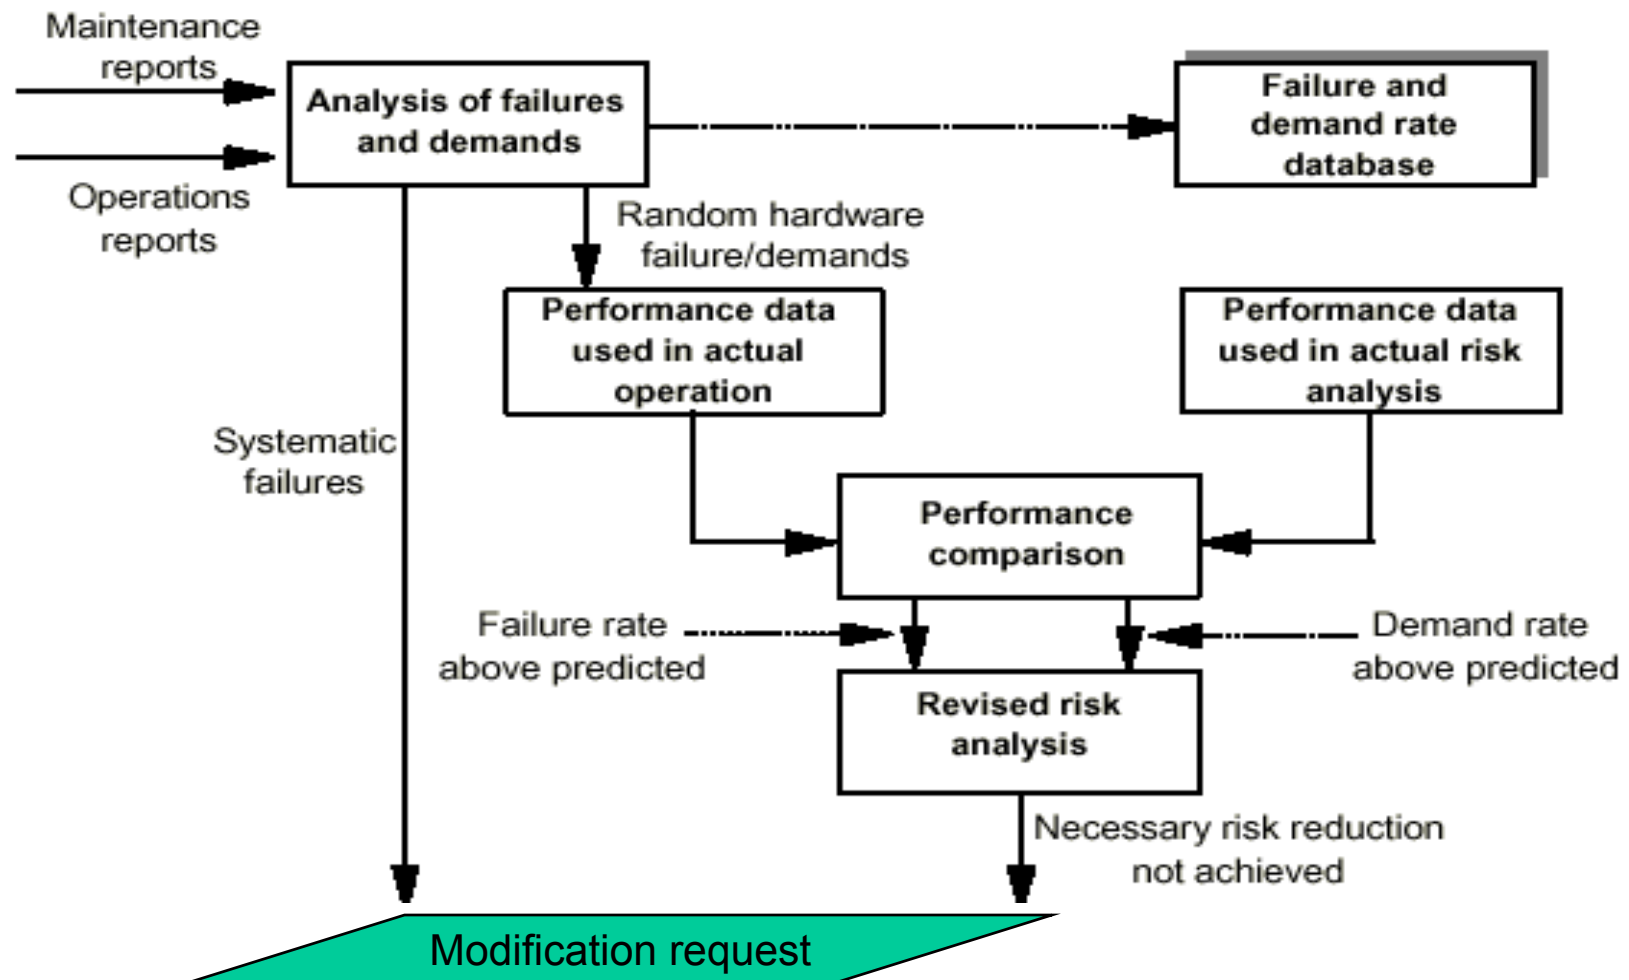 Maintenance
reports
Analysis of failures
and demands
Failure and
demand rate
database
Operations
reports
Random hardware
failure/demands
Performance data
used in actual
operation
Performance data
used in actual risk
analysis
Systematic
failures
Performance
comparison
Failure rate
above predicted
Demand rate
above predicted
Revised risk
analysis
Necessary risk reduction
not achieved
Modification request